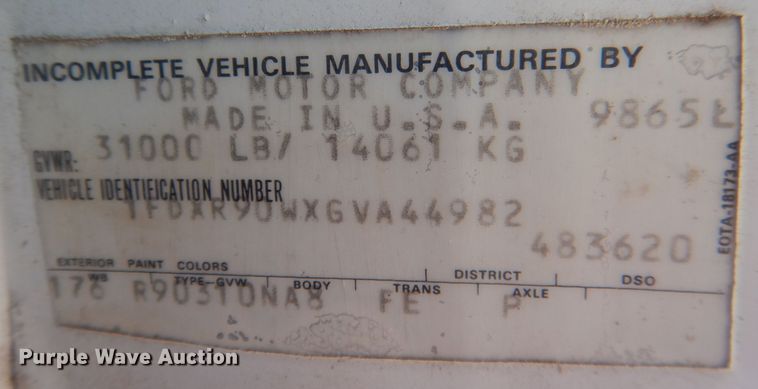 INCOMPLETE VEHICLE MANUFACTURED BY
FORD MOTOR COMPANY
MADE IN U.S.A. 9865Ł
GVWR: 31000 LB/ 14061 KG
VEHICLE IDENTIFICATION NUMBER
1FDXR90WXGVA44982
483620
EOTA-18173-AA
EXTERIOR PAINT COLORS DISTRICT DSO
WB TYPE-GVW BODY TRANS AXLE
176 R90310NA8 FE P
Purple Wave Auction